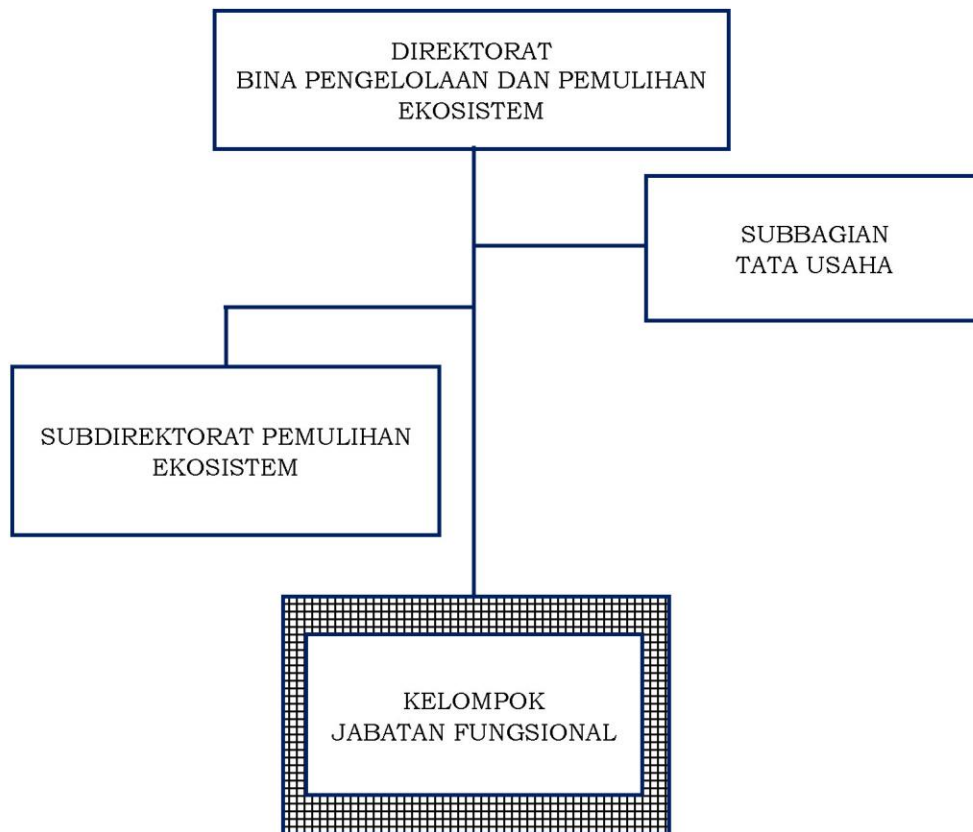 DIREKTORAT
BINA PENGELOLAAN DAN PEMULIHAN
EKOSISTEM
SUBBAGIAN
TATA USAHA
SUBDIREKTORAT PEMULIHAN
EKOSISTEM
KELOMPOK
JABATAN FUNGSIONAL